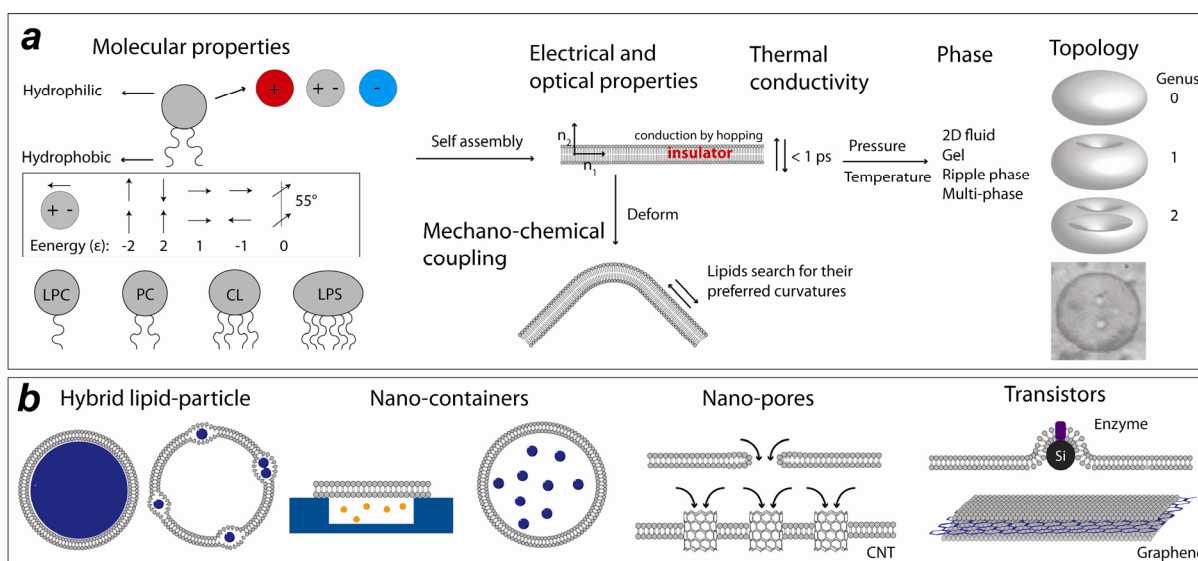 a
Molecular properties
Hydrophilic
+
+ -
-
Hydrophobic
+ -
55°
Eenergy (ε): -2 2 1 -1 0
LPC
PC
CL
LPS
Self assembly
Electrical and
optical properties
n2
n1
conduction by hopping
insulator
Deform
Mechano-chemical
coupling
Lipids search for their
preferred curvatures
Thermal
conductivity
< 1 ps
Pressure
Temperature
Phase
2D fluid
Gel
Ripple phase
Multi-phase
Topology
Genus
0
1
2
b
Hybrid lipid-particle
Nano-containers
Nano-pores
CNT
Transistors
Enzyme
Si
Graphene